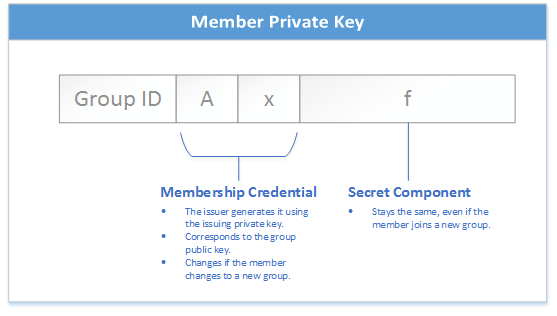 Member Private Key
Group ID A x f
Membership Credential
• The issuer generates it using
the issuing private key.
• Corresponds to the group
public key.
• Changes if the member
changes to a new group.
Secret Component
• Stays the same, even if the
member joins a new group.